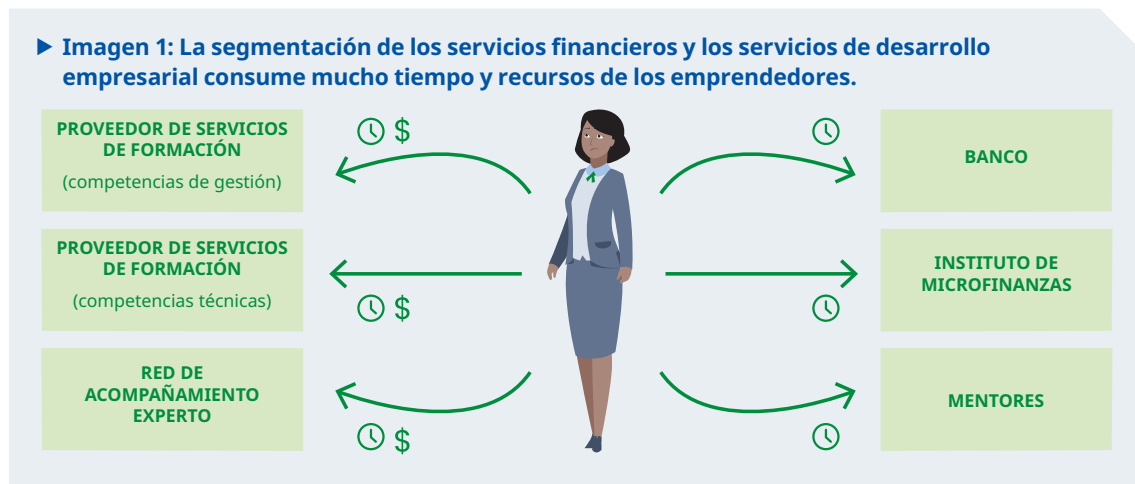 Imagen 1: La segmentación de los servicios financieros y los servicios de desarrollo
empresarial consume mucho tiempo y recursos de los emprendedores.
PROVEEDOR DE SERVICIOS
DE FORMACIÓN
(competencias de gestión)
$
BANCO
PROVEEDOR DE SERVICIOS
DE FORMACIÓN
(competencias técnicas)
$
INSTITUTO DE
MICROFINANZAS
RED DE
ACOMPAÑAMIENTO
EXPERTO
$
MENTORES